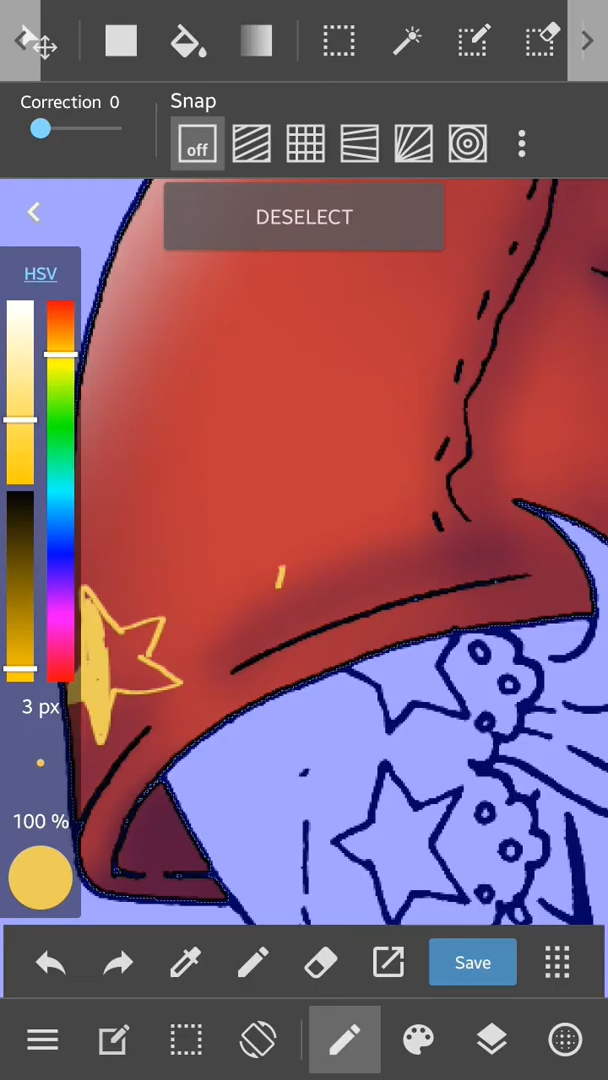 Correction 0
Snap
off
DESELECT
HSV
3 px
100 %
Save